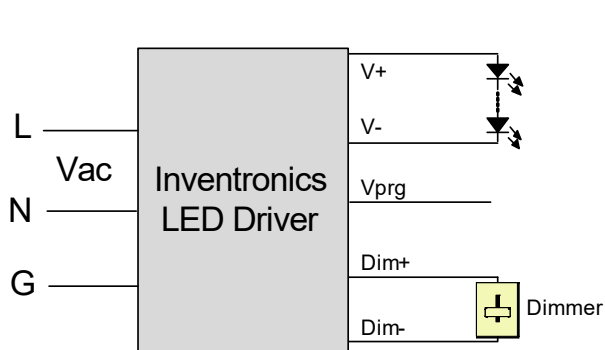 V+
L
V-
Vac
Inventronics
LED Driver
Vprg
N
Dim+
G
Dimmer
Dim-